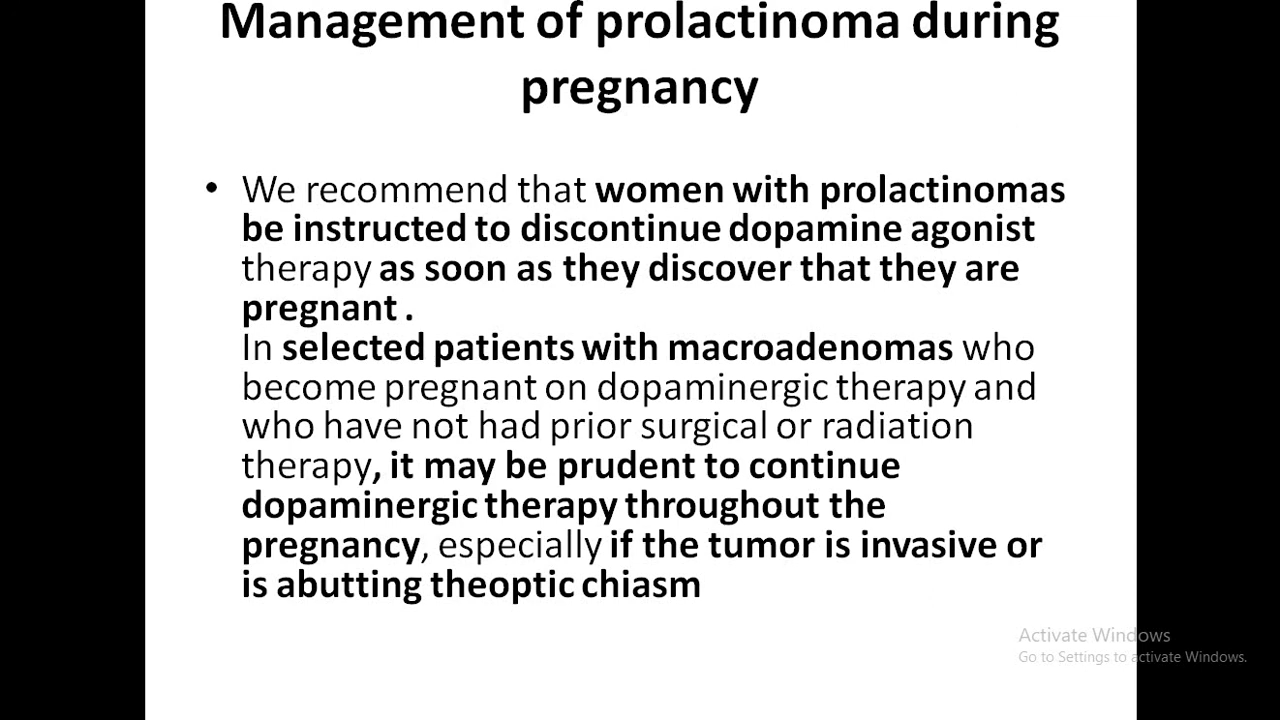 Management of prolactinoma during
pregnancy
• We recommend that women with prolactinomas
be instructed to discontinue dopamine agonist
therapy as soon as they discover that they are
pregnant .
In selected patients with macroadenomas who
become pregnant on dopaminergic therapy and
who have not had prior surgical or radiation
therapy, it may be prudent to continue
dopaminergic therapy throughout the
pregnancy, especially if the tumor is invasive or
is abutting theoptic chiasm
Activate Windows
Go to Settings to activate Windows.